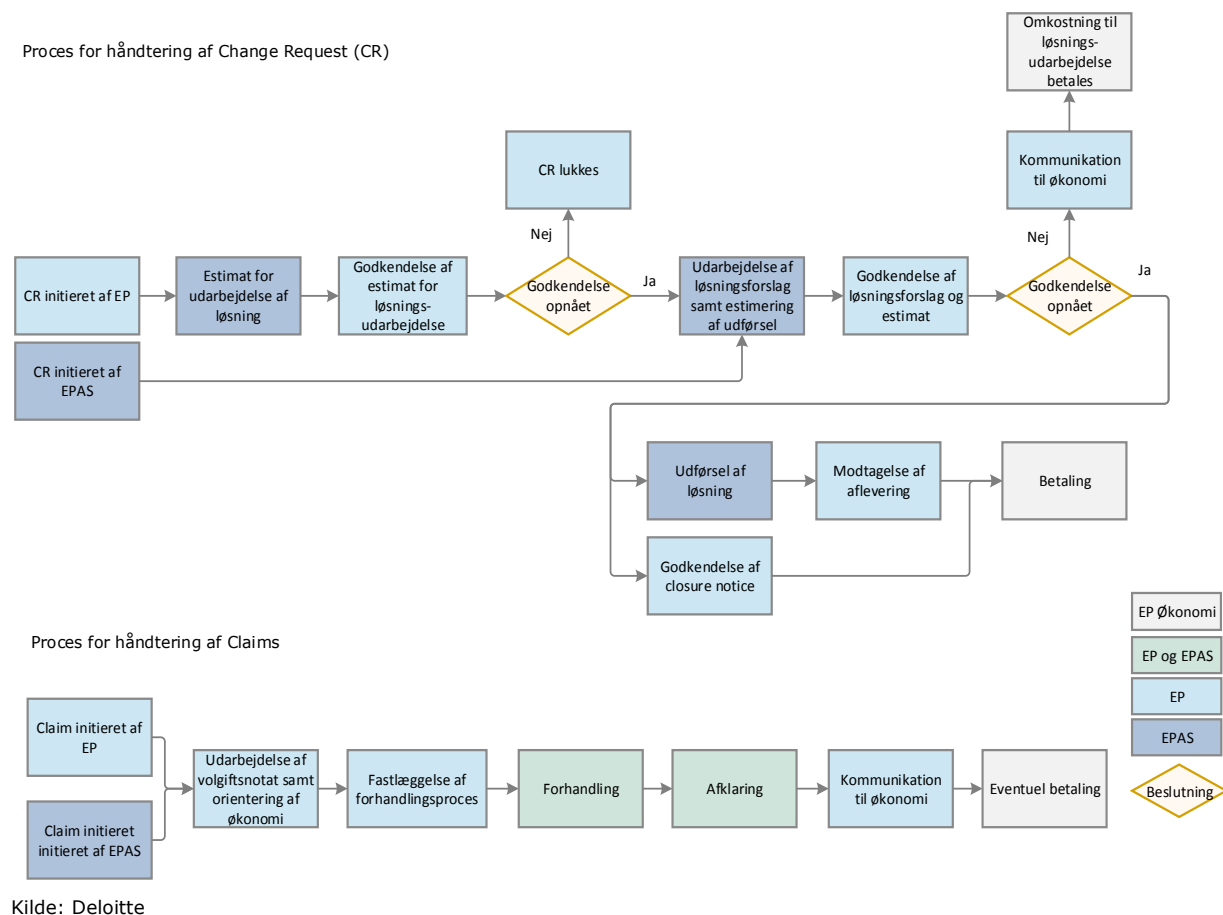 Proces for håndtering af Change Request (CR)
Omkostning til
løsnings-
udarbejdelse
betales
CR lukkes
Kommunikation
til økonomi
Nej
Nej
CR initieret af EP
Estimat for
udarbejdelse af
løsning
Godkendelse af
estimat for
løsnings-
udarbejdelse
Godkendelse
opnået
Ja
Udarbejdelse af
løsningsforslag
samt estimering
af udførsel
Godkendelse af
løsningsforslag og
estimat
Godkendelse
opnået
Ja
CR initieret af
EPAS
Udførsel af
løsning
Modtagelse af
aflevering
Betaling
Godkendelse af
closure notice
Proces for håndtering af Claims
EP Økonomi
EP og EPAS
EP
EPAS
Beslutning
Claim initieret af
EP
Claim initieret
initieret af EPAS
Udarbejdelse af
volgiftsnotat samt
orientering af
økonomi
Fastlæggelse af
forhandlingsproces
Forhandling
Afklaring
Kommunikation
til økonomi
Eventuel betaling
Kilde: Deloitte